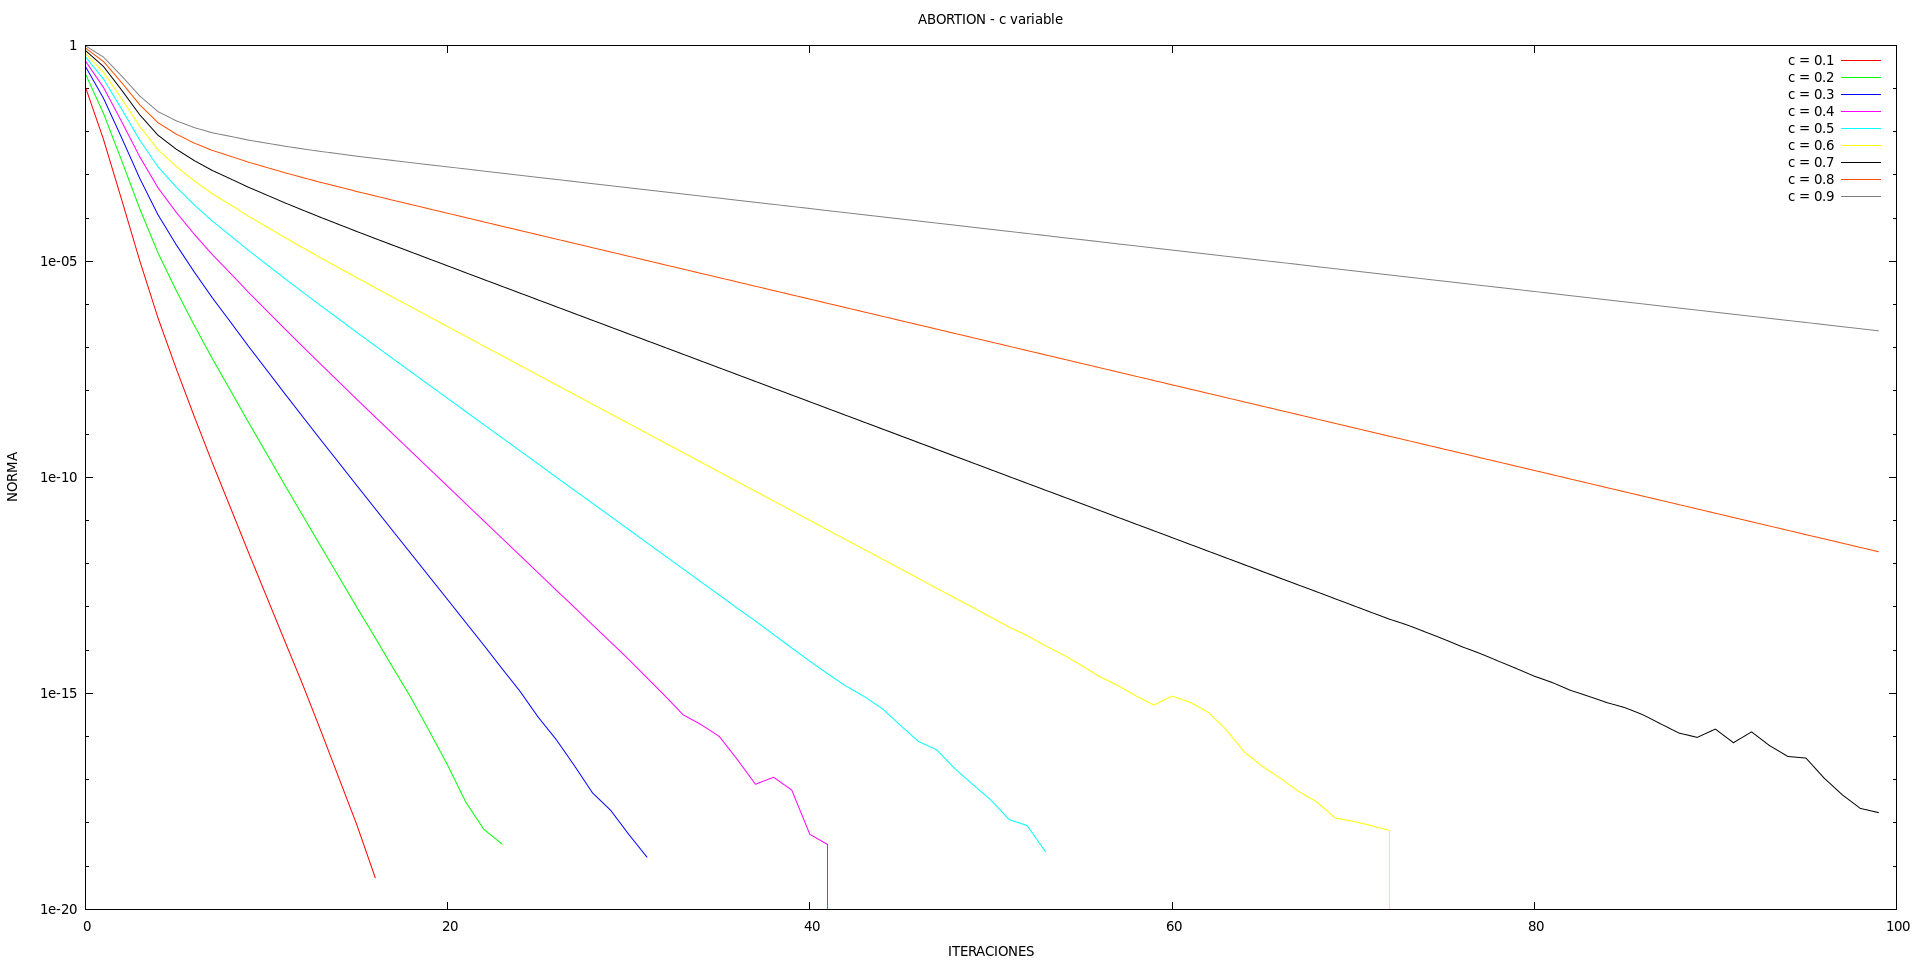 ABORTION - c variable
1
1e-05
1e-10
1e-15
1e-20
NORMA
0
20
40
60
80
100
ITERACIONES
c = 0.1
c = 0.2
c = 0.3
c = 0.4
c = 0.5
c = 0.6
c = 0.7
c = 0.8
c = 0.9